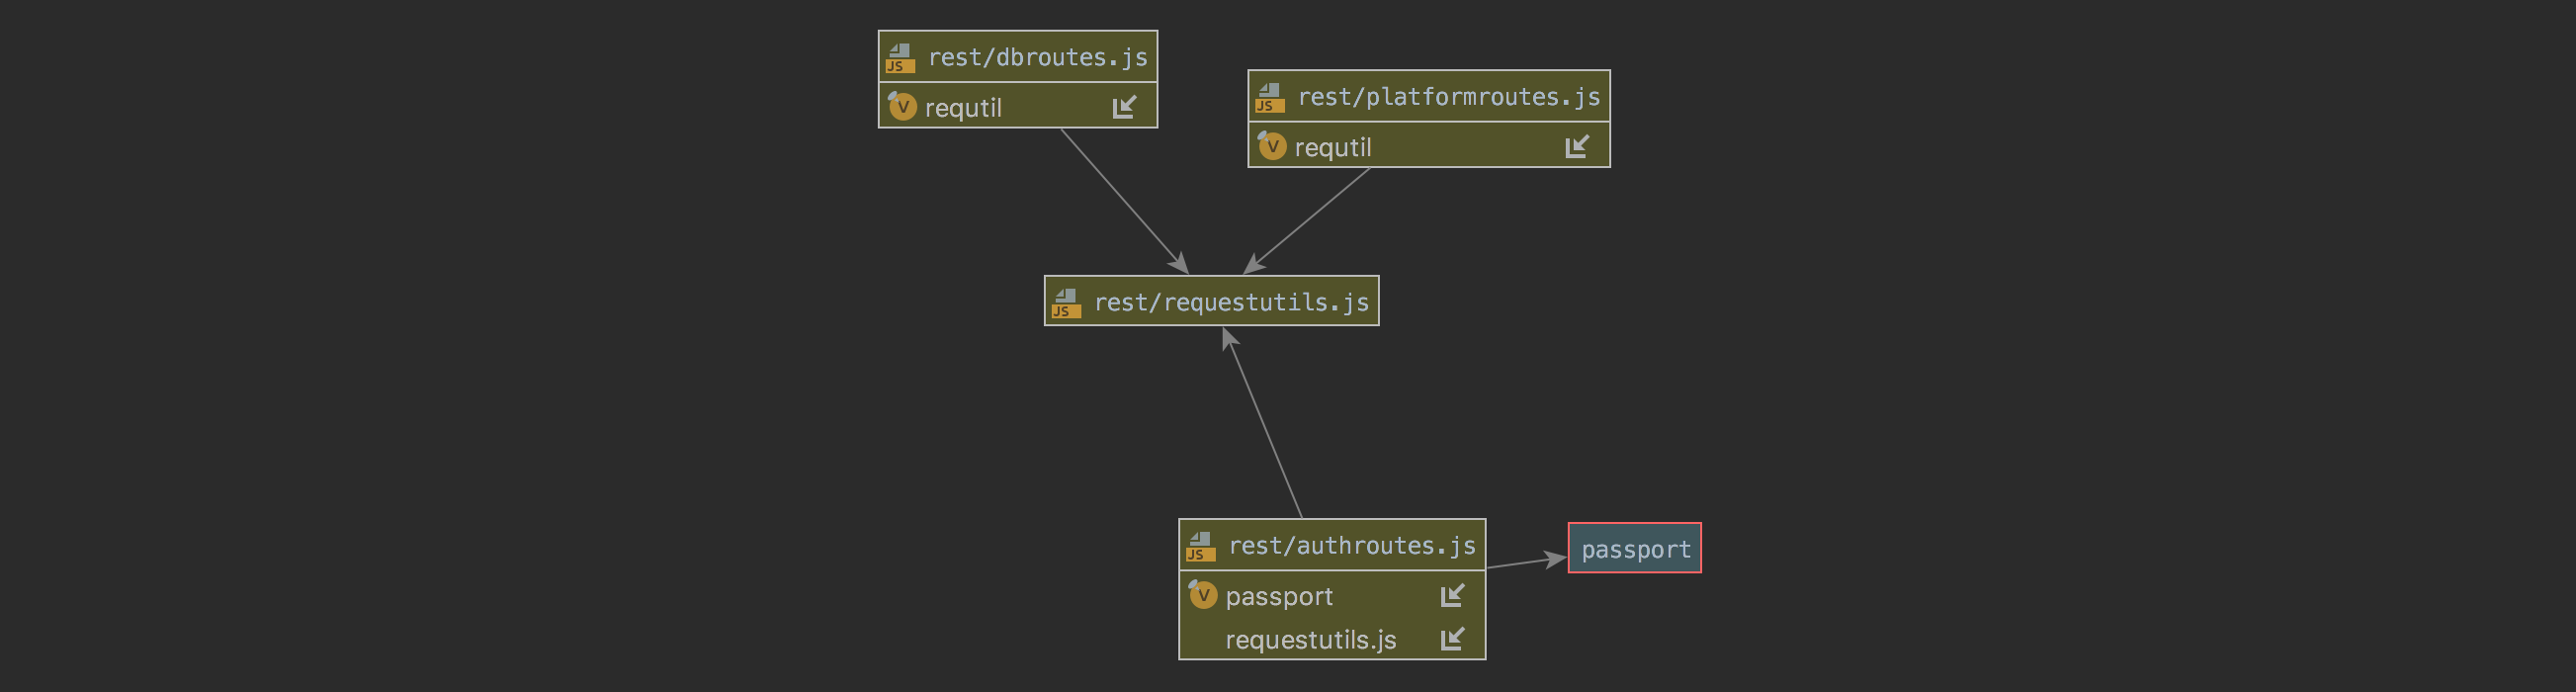 JS rest/dbroutes.js
V requtil
JS rest/platformroutes.js
V requtil
JS rest/requestutils.js
JS rest/authroutes.js
V passport
requestutils.js
passport